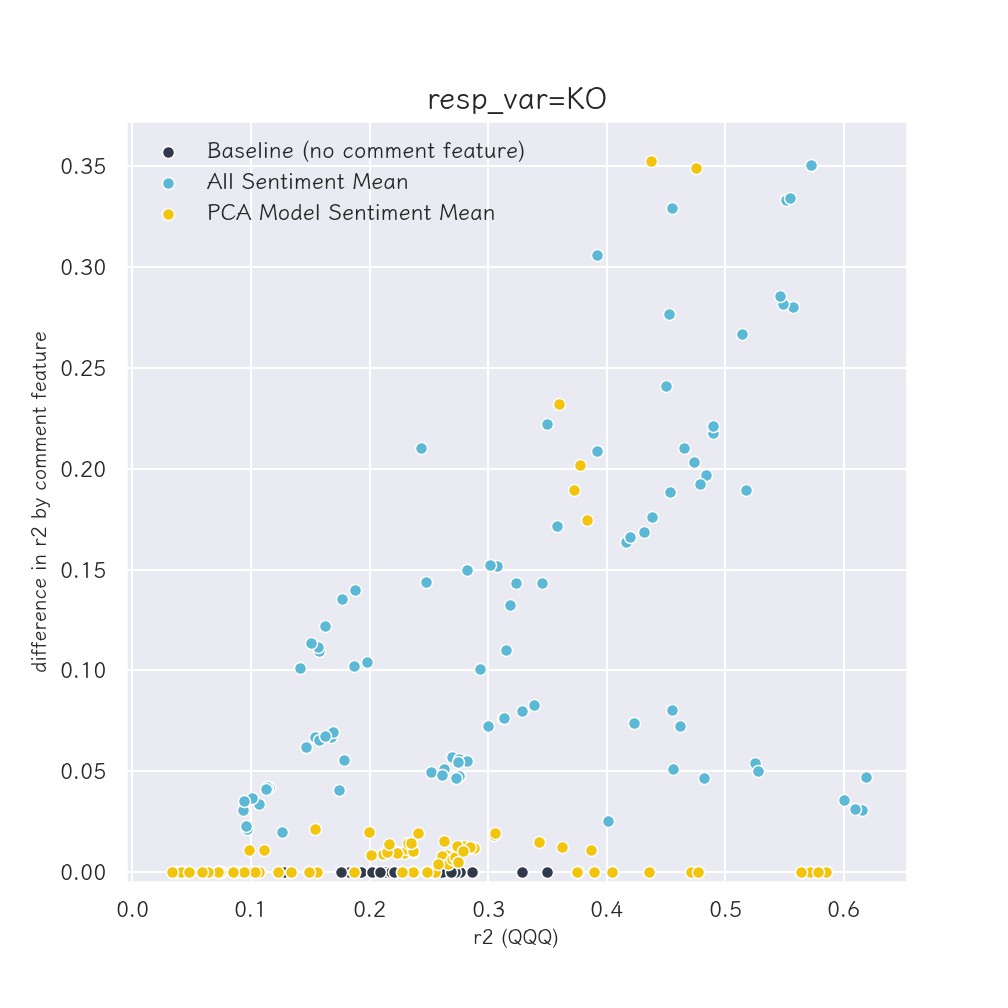 resp_var=KO
Baseline (no comment feature)
All Sentiment Mean
PCA Model Sentiment Mean
difference in r2 by comment feature
0.35
0.30
0.25
0.20
0.15
0.10
0.05
0.00
0.0 0.1 0.2 0.3 0.4 0.5 0.6
r2 (QQQ)